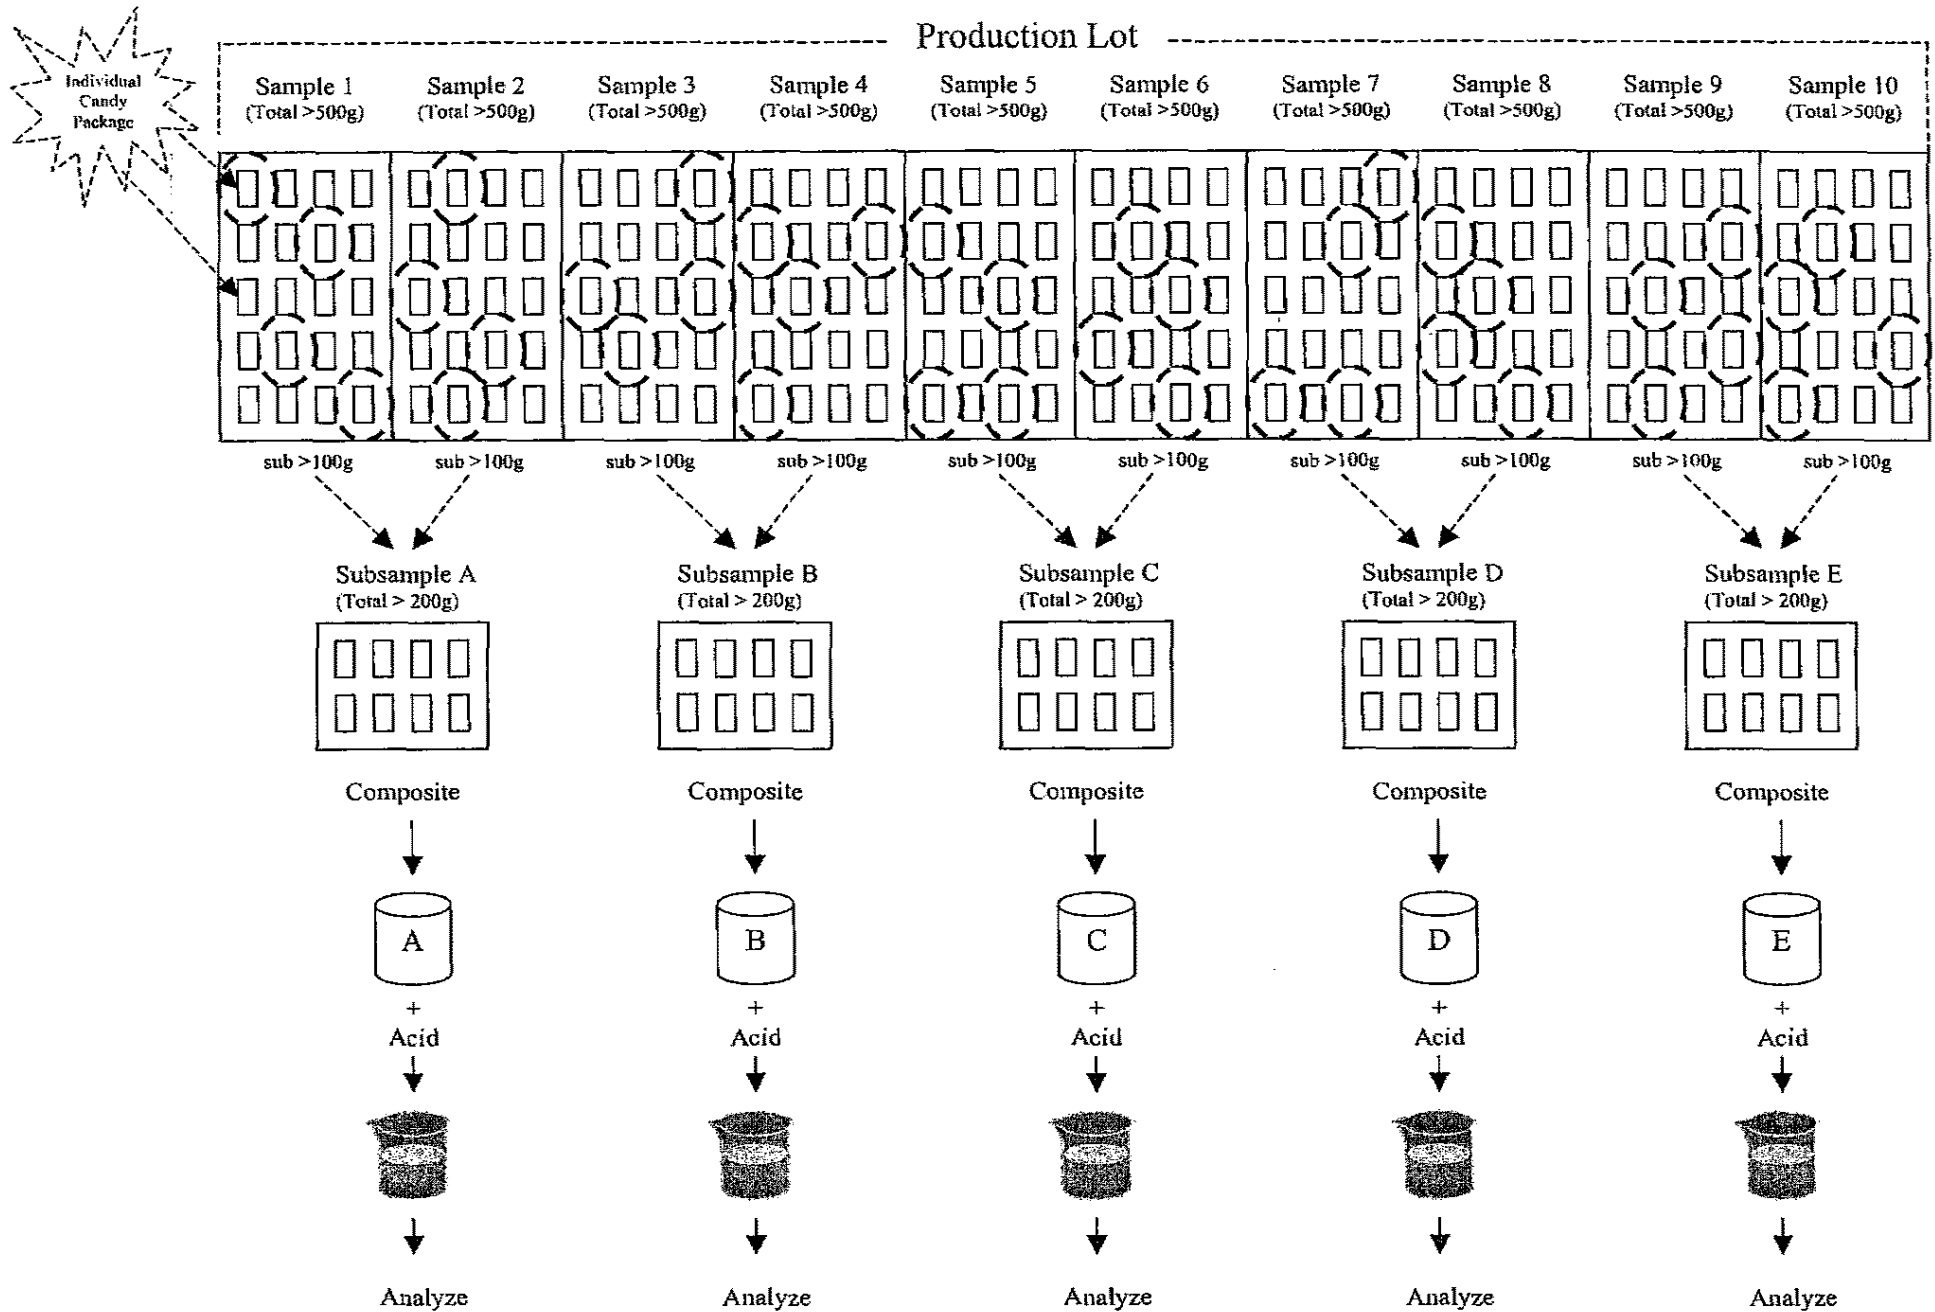 Production Lot
Individual
Candy
Package
Sample 1 Sample 2 Sample 3 Sample 4 Sample 5 Sample 6 Sample 7 Sample 8 Sample 9 Sample 10
(Total >500g) (Total >500g) (Total >500g) (Total >500g) (Total >500g) (Total >500g) (Total >500g) (Total >500g) (Total >500g) (Total >500g)
sub >100g sub >100g sub >100g sub >100g sub >100g sub >100g sub >100g sub >100g sub >100g sub >100g
Subsample A Subsample B Subsample C Subsample D Subsample E
(Total > 200g) (Total > 200g) (Total > 200g) (Total > 200g) (Total > 200g)
Composite Composite Composite Composite Composite
A B C D E
+ + + + +
Acid Acid Acid Acid Acid
Analyze Analyze Analyze Analyze Analyze